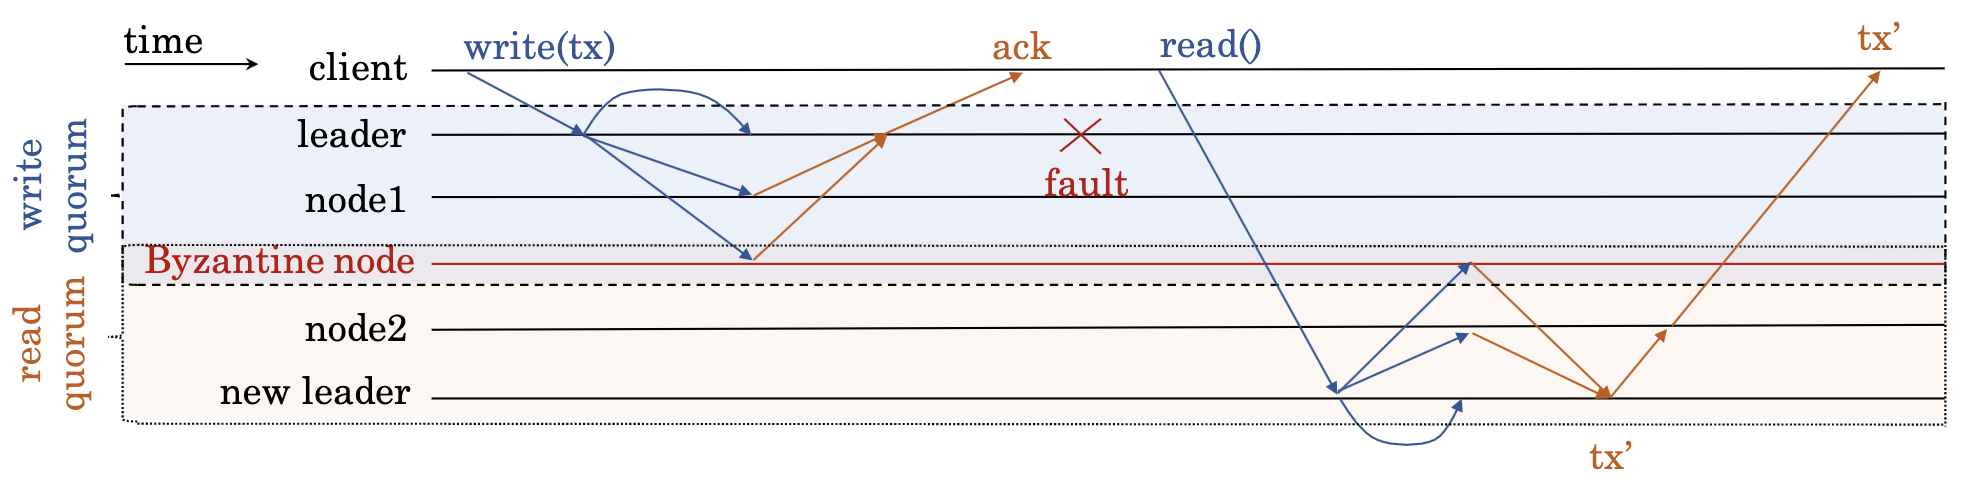 time
write(tx)
ack
read()
tx’
client
leader
node1
fault
Byzantine node
node2
new leader
tx’
write
quorum
read
quorum